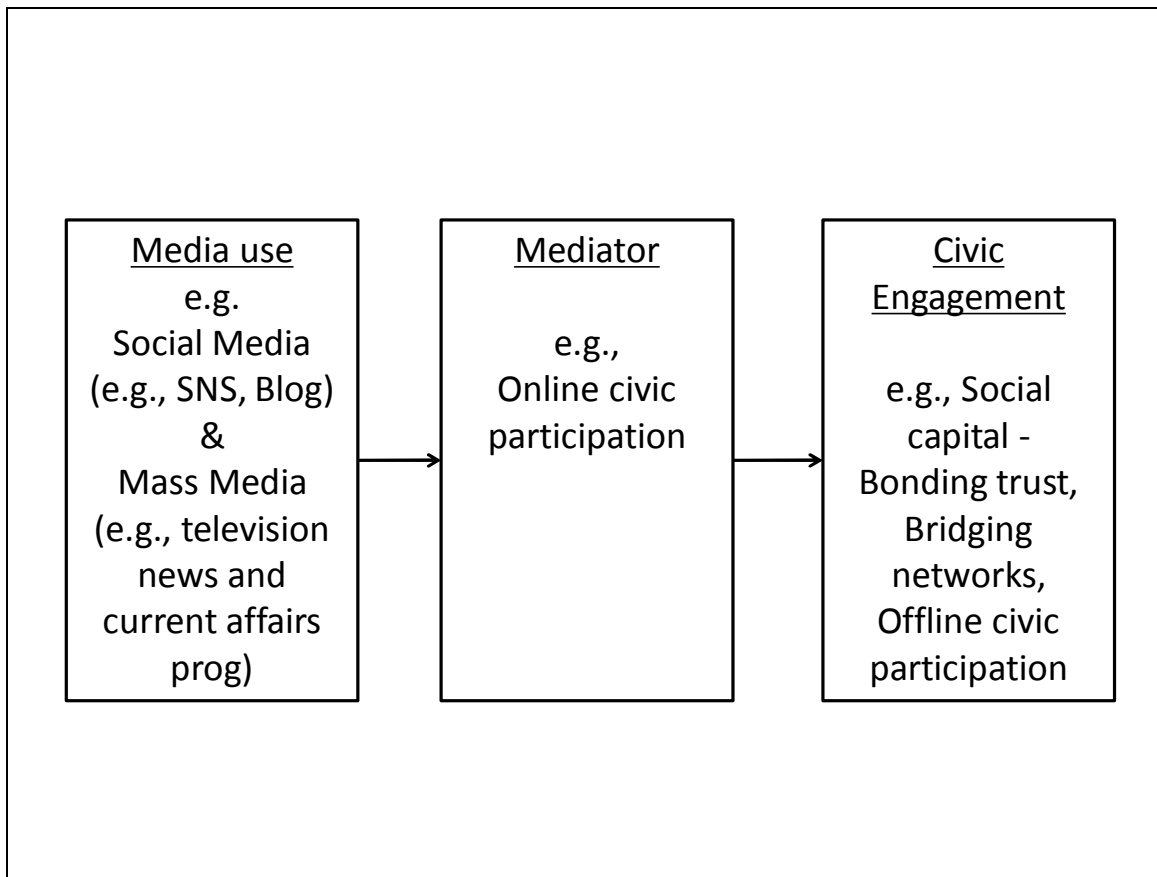 Media use
e.g.
Social Media
(e.g., SNS, Blog)
&
Mass Media
(e.g., television
news and
current affairs
prog)
Mediator
e.g.,
Online civic
participation
Civic
Engagement
e.g., Social
capital -
Bonding trust,
Bridging
networks,
Offline civic
participation